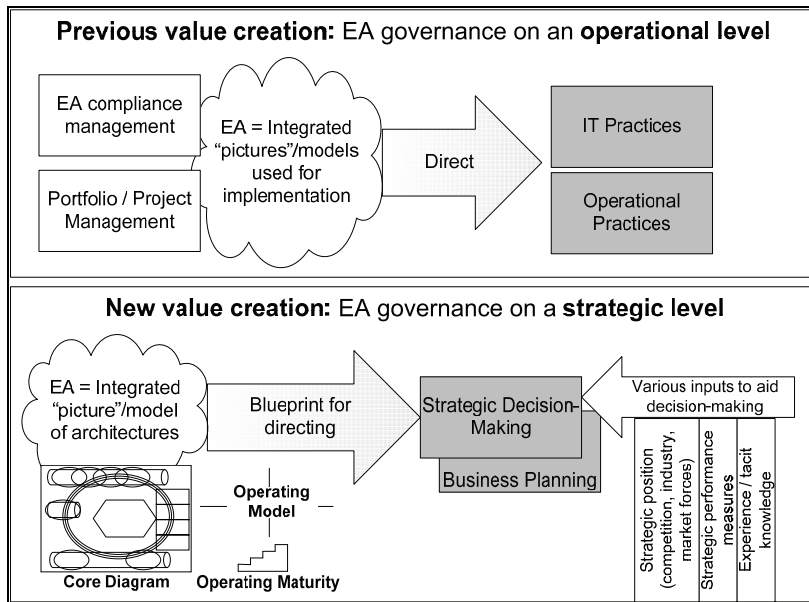 Previous value creation: EA governance on an operational level
EA compliance
management
Portfolio / Project
Management
EA = Integrated
“pictures”/models
used for
implementation
Direct
IT Practices
Operational
Practices
New value creation: EA governance on a strategic level
EA = Integrated
“picture”/model
of architectures
Core Diagram
Operating
Model
Operating Maturity
Blueprint for
directing
Strategic Decision-
Making
Business Planning
Various inputs to aid
decision-making
Strategic position
(competition, industry,
market forces)
Strategic performance
measures
Experience / tacit
knowledge